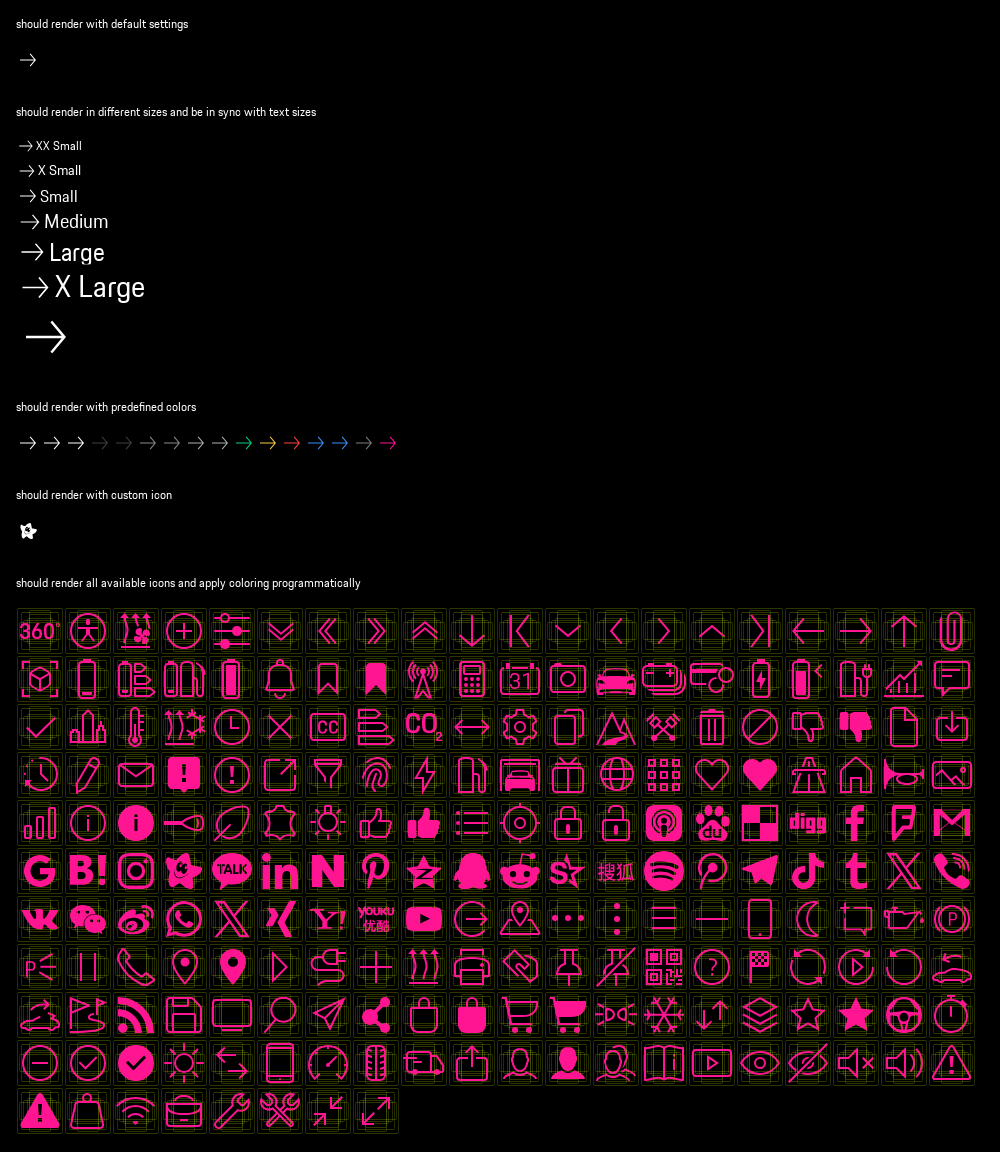 should render with default settings
should render in different sizes and be in sync with text sizes
XX Small
X Small
Small
Medium
Large
X Large
should render with predefined colors
should render with custom icon
should render all available icons and apply coloring programmatically
360°
31
CC
CO2
du
digg
G B! TALK in N
搜狐
YOUKU
优酷
P
P